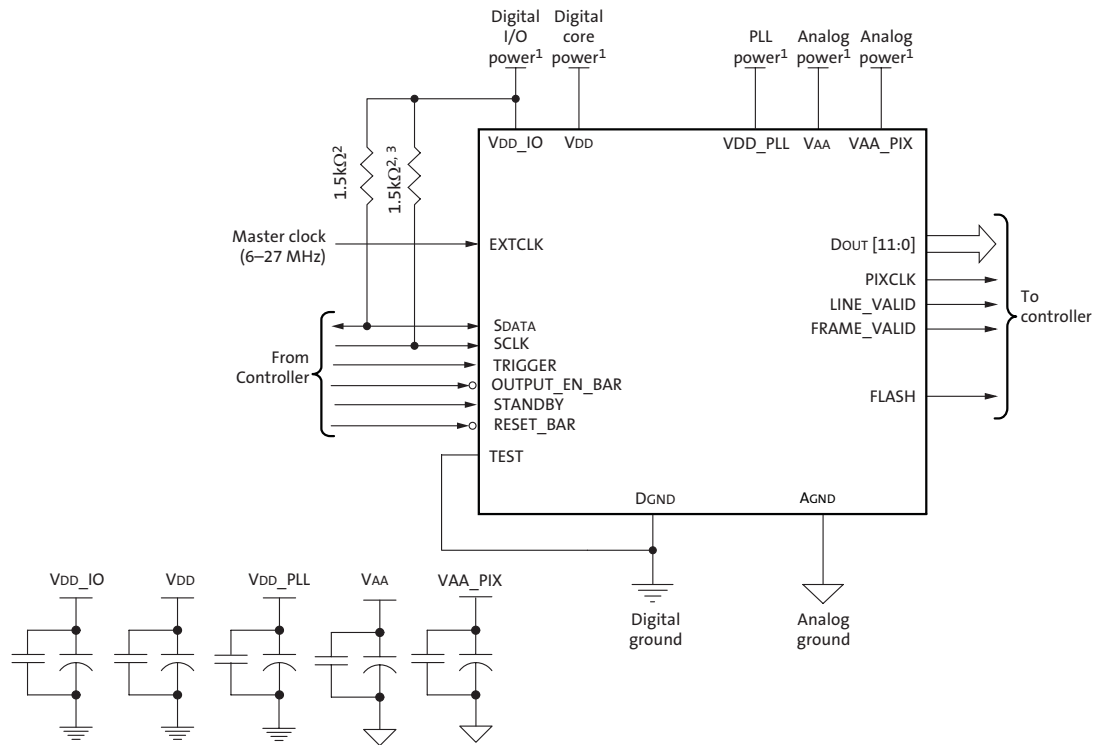 Digital
I/O
power1
Digital
core
power1
PLL
power1
Analog
power1
Analog
power1
VDD_IO
VDD
VDD_PLL
VAA
VAA_PIX
1.5kΩ2
1.5kΩ2, 3
Master clock
(6–27 MHz)
EXTCLK
DOUT [11:0]
PIXCLK
LINE_VALID
FRAME_VALID
FLASH
To
controller
From
Controller
SDATA
SCLK
TRIGGER
OUTPUT_EN_BAR
STANDBY
RESET_BAR
TEST
DGND
AGND
Digital
ground
Analog
ground
VDD_IO
VDD
VDD_PLL
VAA
VAA_PIX